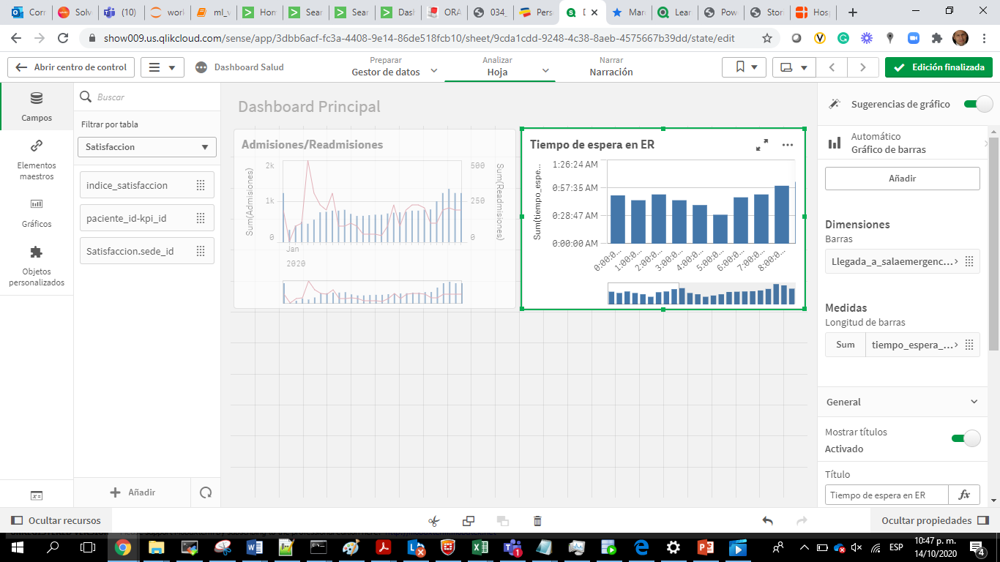 Corr
Solv
(10)
worl
ml_v
Hom
Sear
Sear
Dash
ORA
034_
Pers
D
Mar
Lear
Pow
Stor
Hosp
show009.us.qlikcloud.com/sense/app/3dbb6acf-fc3a-4408-9e14-86de518fcb10/sheet/9cda1cdd-9248-4c38-8aeb-4575667b39dd/state/edit
Abrir centro de control
Dashboard Salud
Preparar
Gestor de datos
Analizar
Hoja
Narrar
Narración
Edición finalizada
Campos
Elementos
maestros
Gráficos
Objetos
personalizados
Buscar
Filtrar por tabla
Satisfaccion
indice_satisfaccion
paciente_id-kpi_id
Satisfaccion.sede_id
Añadir
Dashboard Principal
Admisiones/Readmisiones
Sum(Admisiones)
2k
1k
0
Jan
2020
500
250
0
Sum(Readmisiones)
Tiempo de espera en ER
Sum(tiempo_espe...
1:26:24 AM
0:57:35 AM
0:28:47 AM
0:00:00 AM
0:00:0...
1:00:0...
2:00:0...
3:00:0...
4:00:0...
5:00:0...
6:00:0...
7:00:0...
8:00:0...
Sugerencias de gráfico
Automático
Gráfico de barras
Añadir
Dimensiones
Barras
Llegada_a_salaemergenc...
Medidas
Longitud de barras
Sum
tiempo_espera_...
General
Mostrar títulos
Activado
Título
Tiempo de espera en ER
fx
Ocultar recursos
Ocultar propiedades
ESP
10:47 p. m.
14/10/2020
4